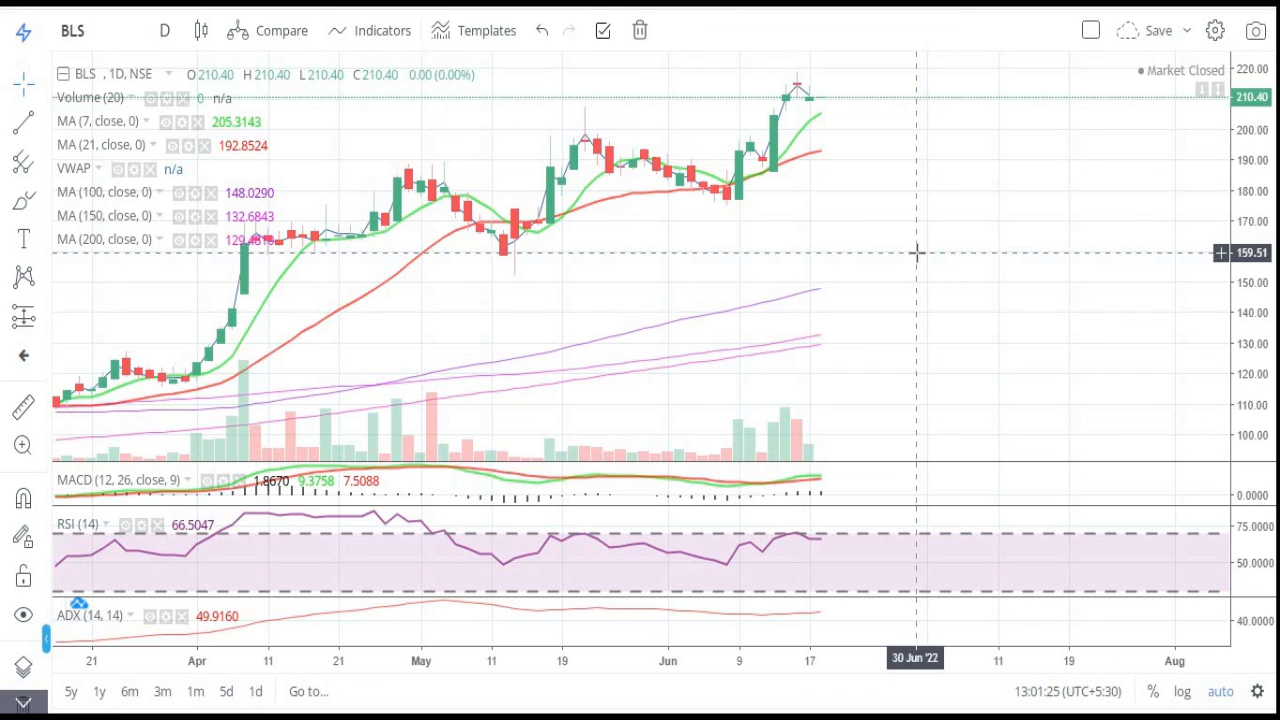 BLS D Compare Indicators Templates Save
BLS , 1D, NSE O 210.40 H 210.40 L 210.40 C 210.40 0.00 (0.00%)
Market Closed
Volume (20) 0 n/a
MA (7, close, 0) 205.3143
MA (21, close, 0) 192.8524
VWAP n/a
MA (100, close, 0) 148.0290
MA (150, close, 0) 132.6843
MA (200, close, 0)
220.00
210.40
200.00
190.00
180.00
170.00
159.51
150.00
140.00
130.00
120.00
110.00
100.00
MACD (12, 26, close, 9) 1.8670 9.3758 7.5088
0.0000
RSI (14) 66.5047
75.0000
50.0000
ADX (14, 14) 49.9160
40.0000
21 Apr 11 21 May 11 19 Jun 9 17 30 Jun '22 11 19 Aug
5y 1y 6m 3m 1m 5d 1d Go to... 13:01:25 (UTC+5:30) % log auto